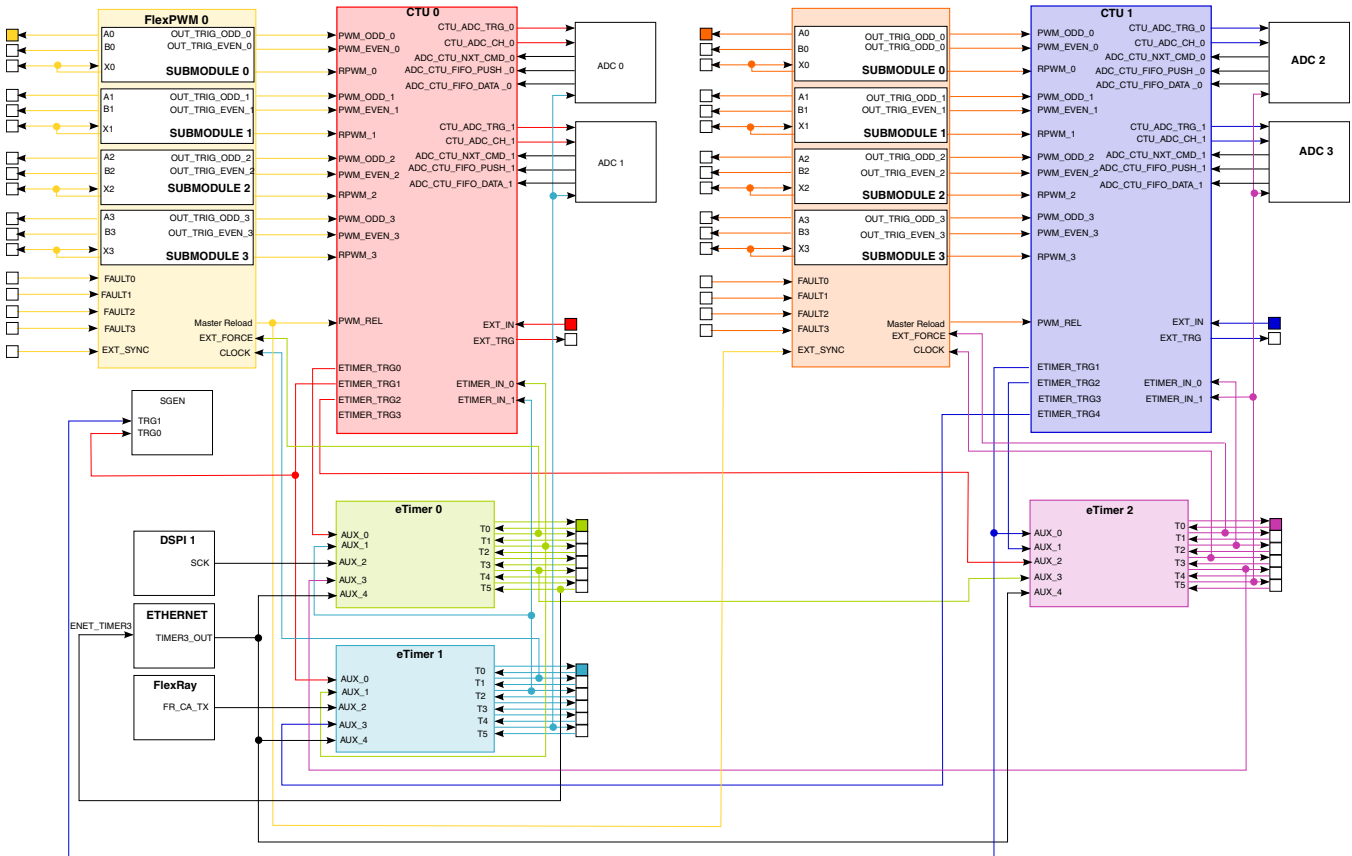 FlexPWM 0
A0
B0
X0
OUT_TRIG_ODD_0
OUT_TRIG_EVEN_0
SUBMODULE 0
A1
B1
X1
OUT_TRIG_ODD_1
OUT_TRIG_EVEN_1
SUBMODULE 1
A2
B2
X2
OUT_TRIG_ODD_2
OUT_TRIG_EVEN_2
SUBMODULE 2
A3
B3
X3
OUT_TRIG_ODD_3
OUT_TRIG_EVEN_3
SUBMODULE 3
FAULT0
FAULT1
FAULT2
FAULT3
EXT_SYNC
Master Reload
EXT_FORCE
CLOCK
CTU 0
PWM_ODD_0
PWM_EVEN_0
RPWM_0
PWM_ODD_1
PWM_EVEN_1
RPWM_1
PWM_ODD_2
PWM_EVEN_2
RPWM_2
PWM_ODD_3
PWM_EVEN_3
RPWM_3
PWM_REL
ETIMER_TRG0
ETIMER_TRG1
ETIMER_TRG2
ETIMER_TRG3
CTU_ADC_TRG_0
CTU_ADC_CH_0
ADC_CTU_NXT_CMD_0
ADC_CTU_FIFO_PUSH_0
ADC_CTU_FIFO_DATA _0
CTU_ADC_TRG_1
CTU_ADC_CH_1
ADC_CTU_NXT_CMD_1
ADC_CTU_FIFO_PUSH_1
ADC_CTU_FIFO_DATA_1
EXT_IN
EXT_TRG
ETIMER_IN_0
ETIMER_IN_1
ADC 0
ADC 1
A0
B0
X0
OUT_TRIG_ODD_0
OUT_TRIG_ODD_0
SUBMODULE 0
A1
B1
X1
OUT_TRIG_ODD_1
OUT_TRIG_EVEN_1
SUBMODULE 1
A2
B2
X2
OUT_TRIG_ODD_2
OUT_TRIG_EVEN_2
SUBMODULE 2
A3
B3
X3
OUT_TRIG_ODD_3
OUT_TRIG_EVEN_3
SUBMODULE 3
FAULT0
FAULT1
FAULT2
FAULT3
EXT_SYNC
Master Reload
EXT_FORCE
CLOCK
CTU 1
PWM_ODD_0
PWM_EVEN_0
RPWM_0
PWM_ODD_1
PWM_EVEN_1
RPWM_1
PWM_ODD_2
PWM_EVEN_2
RPWM_2
PWM_ODD_3
PWM_EVEN_3
RPWM_3
PWM_REL
ETIMER_TRG1
ETIMER_TRG2
ETIMER_TRG3
ETIMER_TRG4
CTU_ADC_TRG_0
CTU_ADC_CH_0
ADC_CTU_NXT_CMD_0
ADC_CTU_FIFO_PUSH _0
ADC_CTU_FIFO_DATA_0
CTU_ADC_TRG_1
CTU_ADC_CH_1
ADC_CTU_NXT_CMD_1
ADC_CTU_FIFO_PUSH_1
ADC_CTU_FIFO_DATA_1
EXT_IN
EXT_TRG
ETIMER_IN_0
ETIMER_IN_1
ADC 2
ADC 3
SGEN
TRG1
TRG0
DSPI 1
SCK
ETHERNET
ENET_TIMER3
TIMER3_OUT
FlexRay
FR_CA_TX
eTimer 0
AUX_0
AUX_1
AUX_2
AUX_3
AUX_4
T0
T1
T2
T3
T4
T5
eTimer 1
AUX_0
AUX_1
AUX_2
AUX_3
AUX_4
T0
T1
T2
T3
T4
T5
eTimer 2
AUX_0
AUX_1
AUX_2
AUX_3
AUX_4
T0
T1
T2
T3
T4
T5